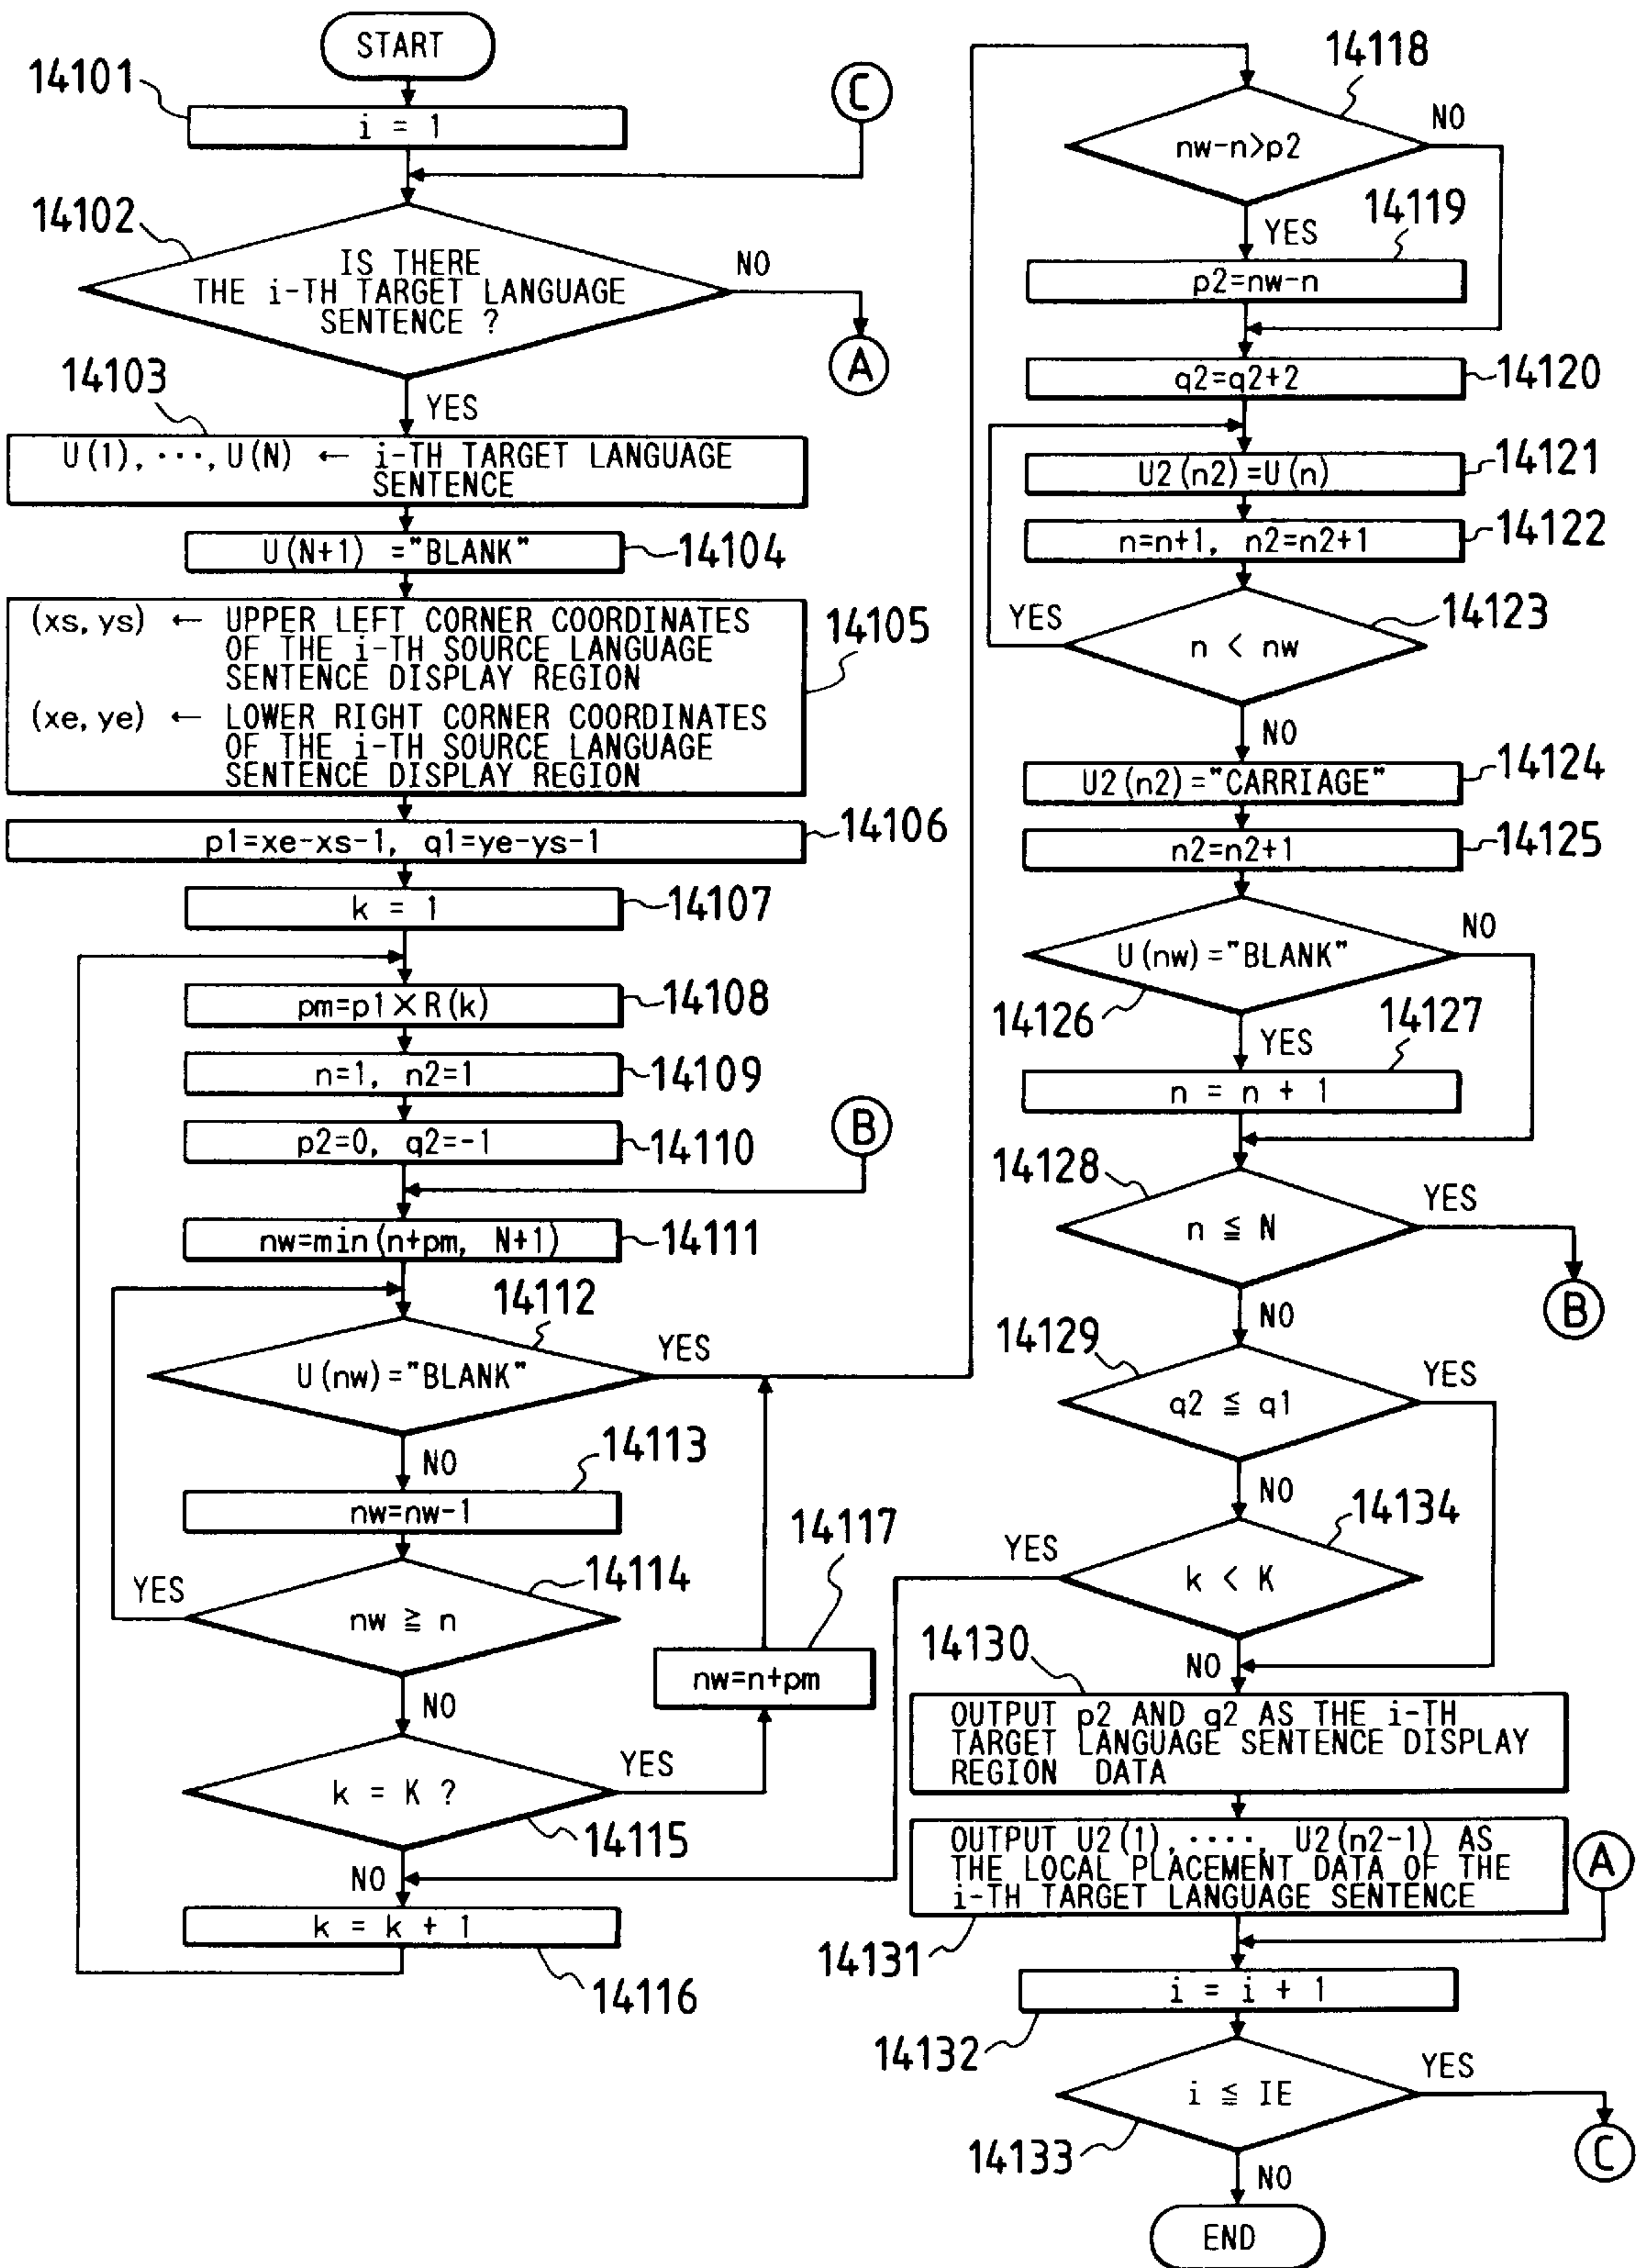 START
14101
i = 1
C
14102
IS THERE
THE i-TH TARGET LANGUAGE
SENTENCE ?
NO
A
YES
14103
U(1), ···, U(N) ← i-TH TARGET LANGUAGE
SENTENCE
U(N+1) ="BLANK"
14104
(xs, ys) ← UPPER LEFT CORNER COORDINATES
OF THE i-TH SOURCE LANGUAGE
SENTENCE DISPLAY REGION
(xe, ye) ← LOWER RIGHT CORNER COORDINATES
OF THE i-TH SOURCE LANGUAGE
SENTENCE DISPLAY REGION
14105
p1=xe-xs-1, q1=ye-ys-1
14106
k = 1
14107
pm=p1×R(k)
14108
n=1, n2=1
14109
p2=0, q2=-1
14110
B
nw=min(n+pm, N+1)
14111
14112
U(nw)="BLANK"
YES
NO
14113
nw=nw-1
14114
YES
nw ≧ n
NO
14117
nw=n+pm
k = K ?
YES
14115
NO
k = k + 1
14116
14118
nw-n>p2
NO
YES
14119
p2=nw-n
q2=q2+2
14120
U2(n2)=U(n)
14121
n=n+1, n2=n2+1
14122
YES
n < nw
14123
NO
U2(n2)="CARRIAGE"
14124
n2=n2+1
14125
U(nw)="BLANK"
NO
14126
YES
14127
n = n + 1
14128
n ≦ N
YES
B
NO
14129
q2 ≦ q1
YES
NO
14134
YES
k < K
NO
14130
OUTPUT p2 AND q2 AS THE i-TH
TARGET LANGUAGE SENTENCE DISPLAY
REGION DATA
OUTPUT U2(1), ····, U2(n2-1) AS
THE LOCAL PLACEMENT DATA OF THE
i-TH TARGET LANGUAGE SENTENCE
A
14131
i = i + 1
14132
i ≦ IE
YES
14133
C
NO
END